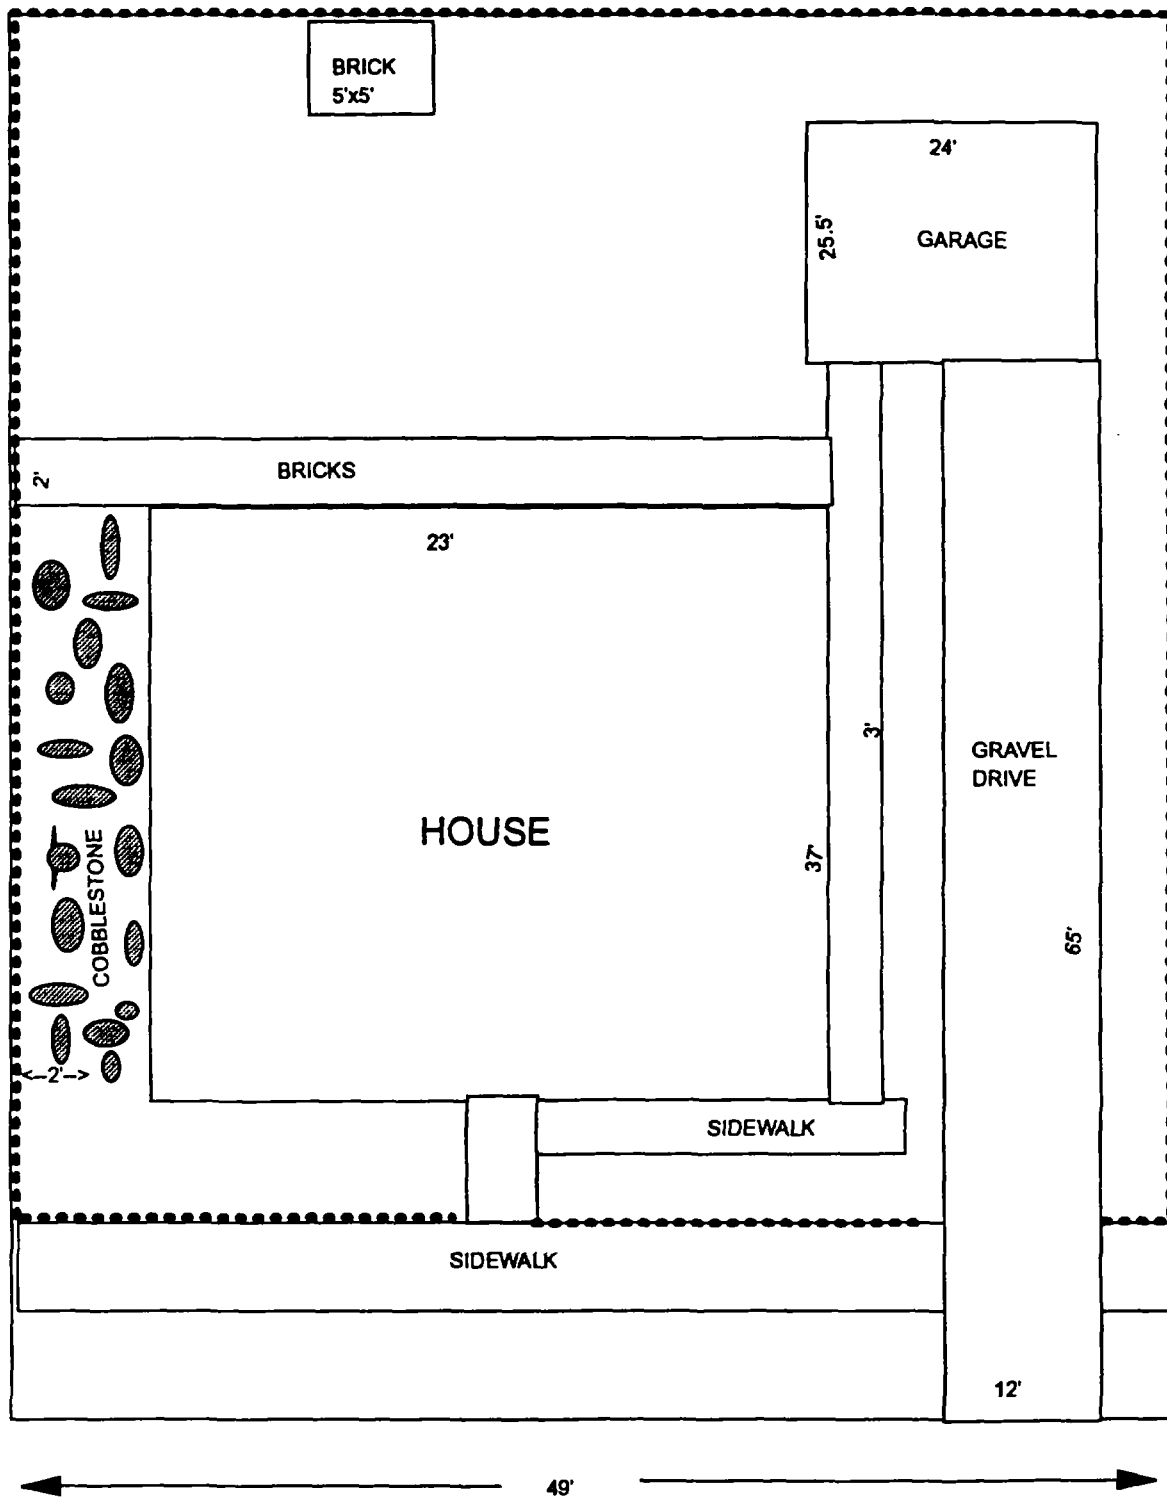 BRICK
5'x5'
24'
25.5'
GARAGE
2'
BRICKS
23'
3'
GRAVEL
DRIVE
HOUSE
37'
COBBLESTONE
65'
<--2'-->
SIDEWALK
SIDEWALK
12'
49'